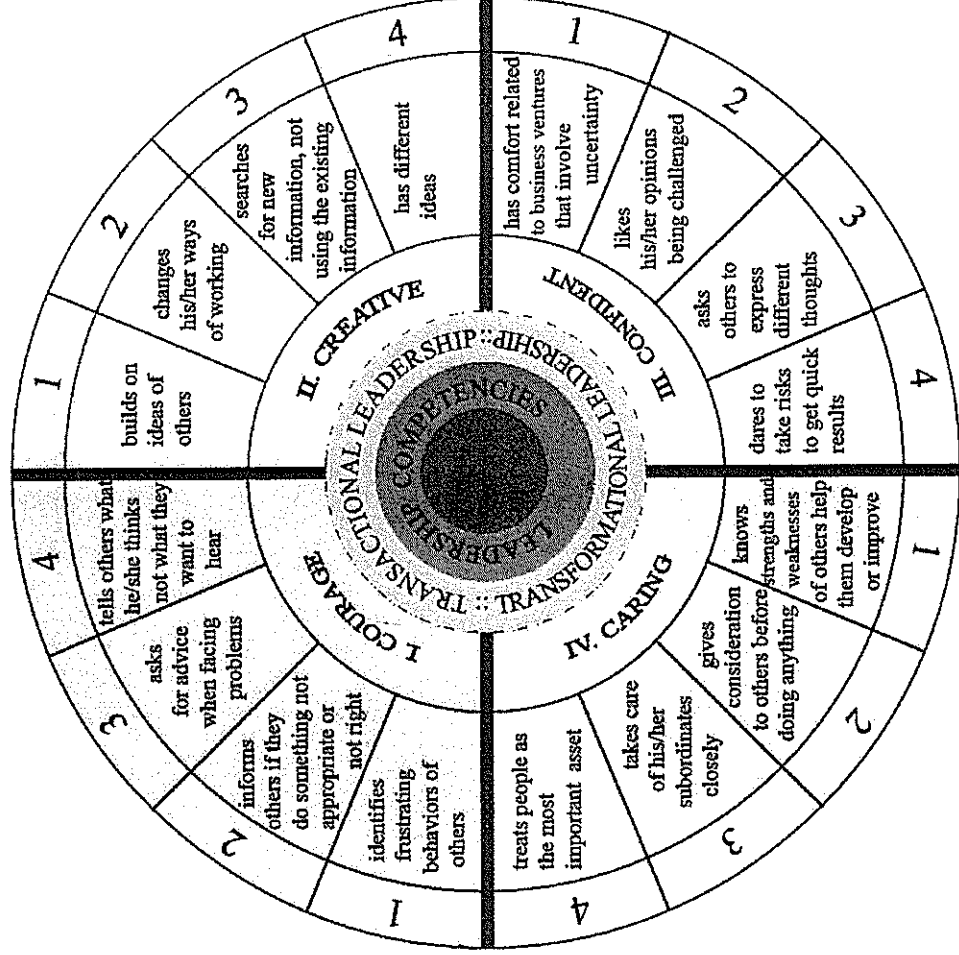 I. COURAGE
1
identifies
frustrating
behaviors of
others
2
informs
others if they
do something not
appropriate or
not right
3
asks
for advice
when facing
problems
4
tells others what
he/she thinks
not what they
want to
hear
II. CREATIVE
1
builds on
ideas of
others
2
changes
his/her ways
of working
3
searches
for new
information, not
using the existing
information
4
has different
ideas
III. CONFIDENT
1
has comfort related
to business ventures
that involve
uncertainty
2
likes
his/her opinions
being challenged
3
asks
others to
express
different
thoughts
4
dares to
take risks
to get quick
results
IV. CARING
1
knows
strengths and
weaknesses
of others help
them develop
or improve
2
gives
consideration
to others before
doing anything
3
takes care
of his/her
subordinates
closely
4
treats people as
the most
important asset
TRANSACTIONAL LEADERSHIP :: TRANSFORMATIONAL LEADERSHIP ::
LEADERSHIP COMPETENCIES